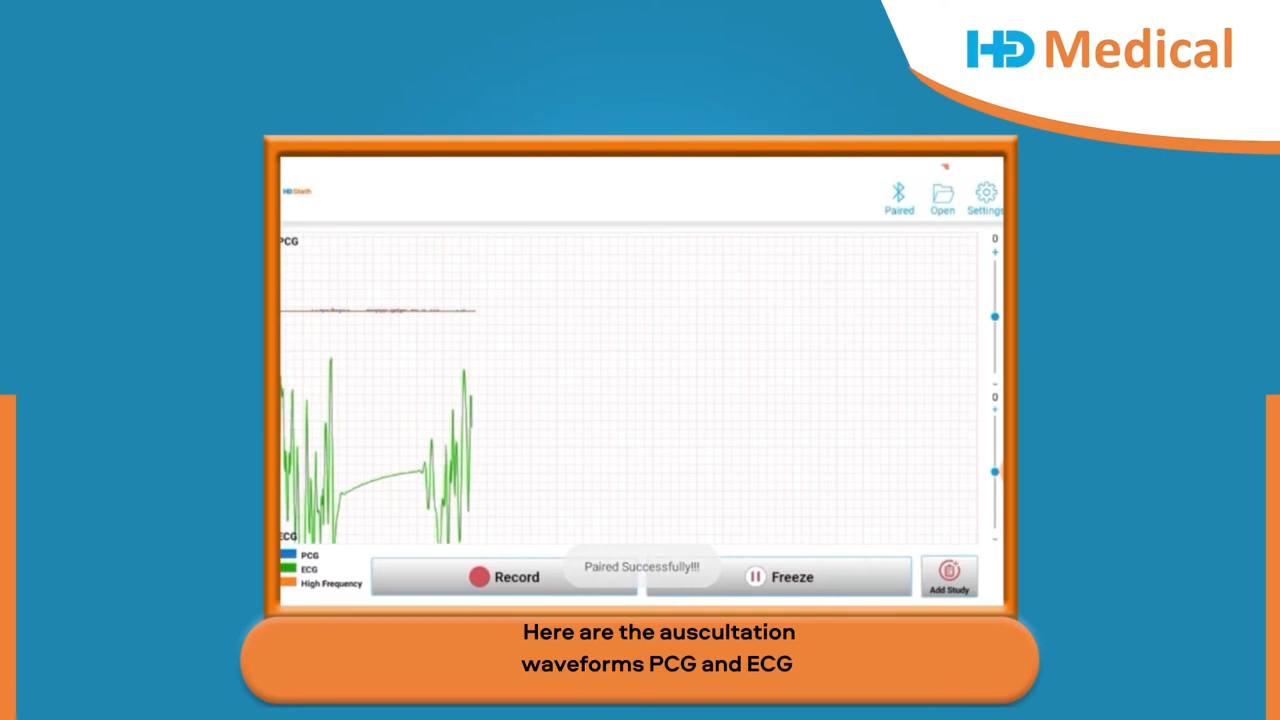 HD Medical
HD Steth
Paired
Open
Settings
PCG
0
+
-
0
+
-
ECG
PCG
ECG
High Frequency
Record
Paired Successfully!!!
Freeze
Add Study
Here are the auscultation
waveforms PCG and ECG